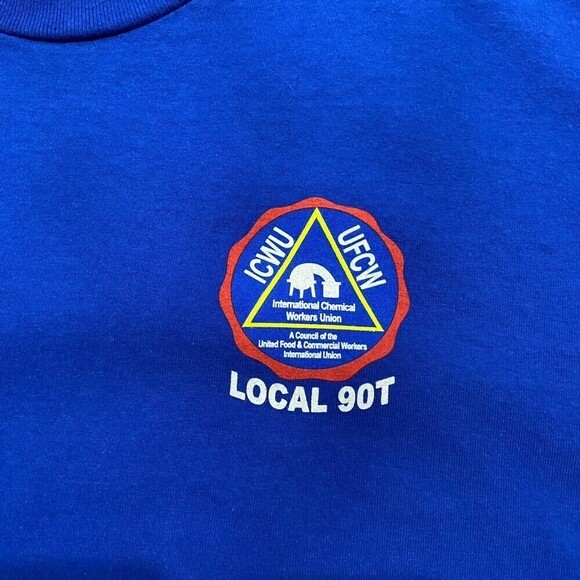 ICWU
UFCW
International Chemical
Workers Union
A Council of the
United Food & Commercial Workers
International Union
LOCAL 90T